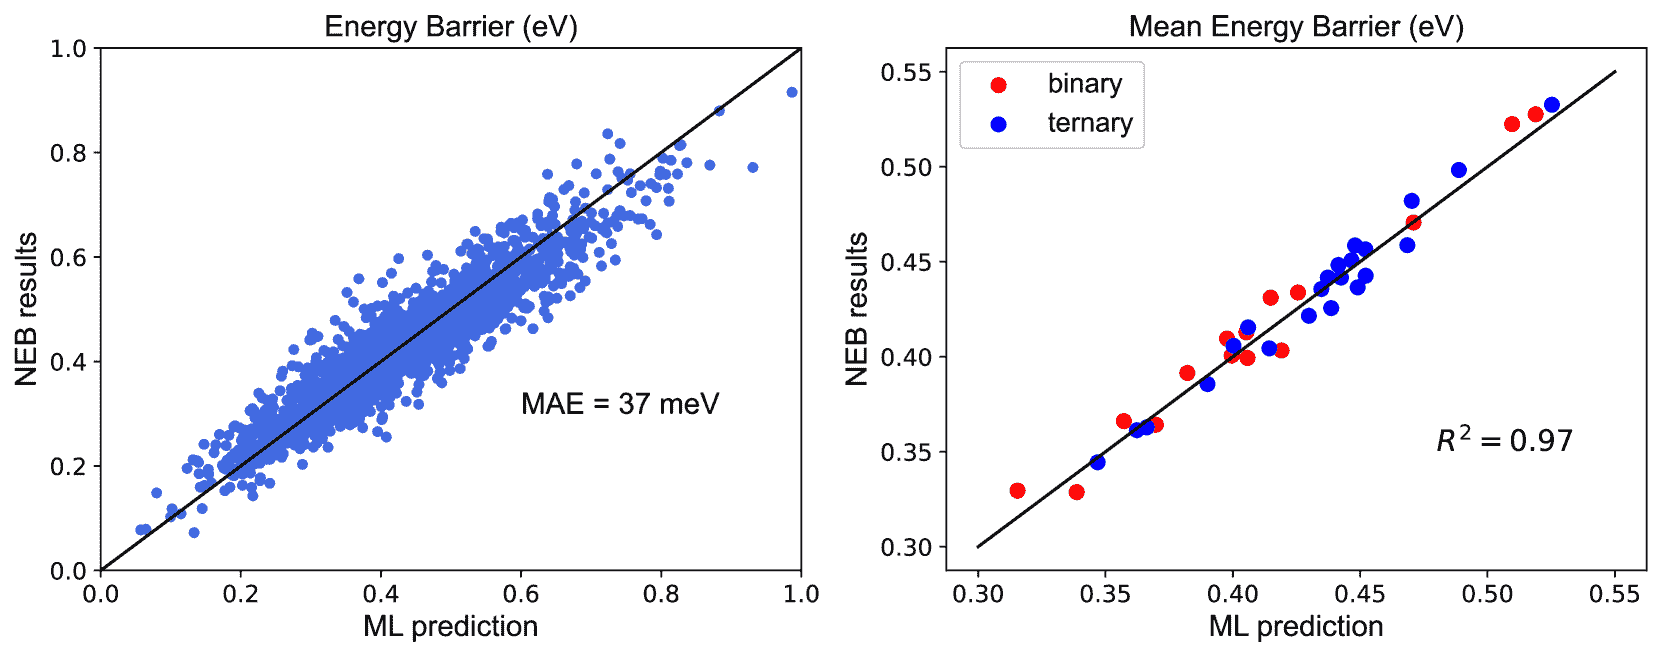 Energy Barrier (eV)
1.0
0.8
0.6
0.4
0.2
0.0
NEB results
MAE = 37 meV
0.0 0.2 0.4 0.6 0.8 1.0
ML prediction
Mean Energy Barrier (eV)
binary
ternary
0.55
0.50
0.45
0.40
0.35
0.30
NEB results
R² = 0.97
0.30 0.35 0.40 0.45 0.50 0.55
ML prediction